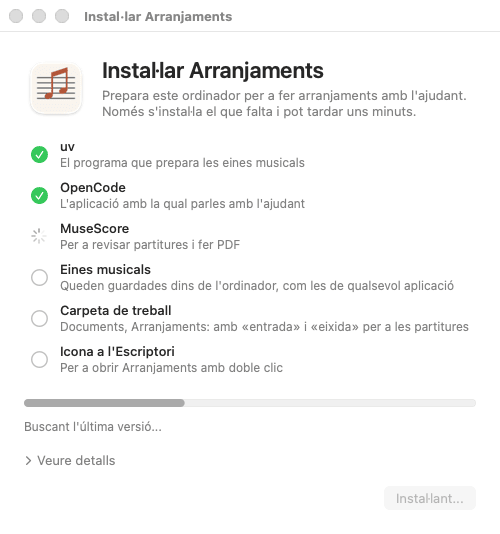 Instal·lar Arranjaments
Instal·lar Arranjaments
Prepara este ordinador per a fer arranjaments amb l'ajudant.
Només s'instal·la el que falta i pot tardar uns minuts.
uv
El programa que prepara les eines musicals
OpenCode
L'aplicació amb la qual parles amb l'ajudant
MuseScore
Per a revisar partitures i fer PDF
Eines musicals
Queden guardades dins de l'ordinador, com les de qualsevol aplicació
Carpeta de treball
Documents, Arranjaments: amb «entrada» i «eixida» per a les partitures
Icona a l'Escriptori
Per a obrir Arranjaments amb doble clic
Buscant l'última versió...
Veure detalls
Instal·lant...